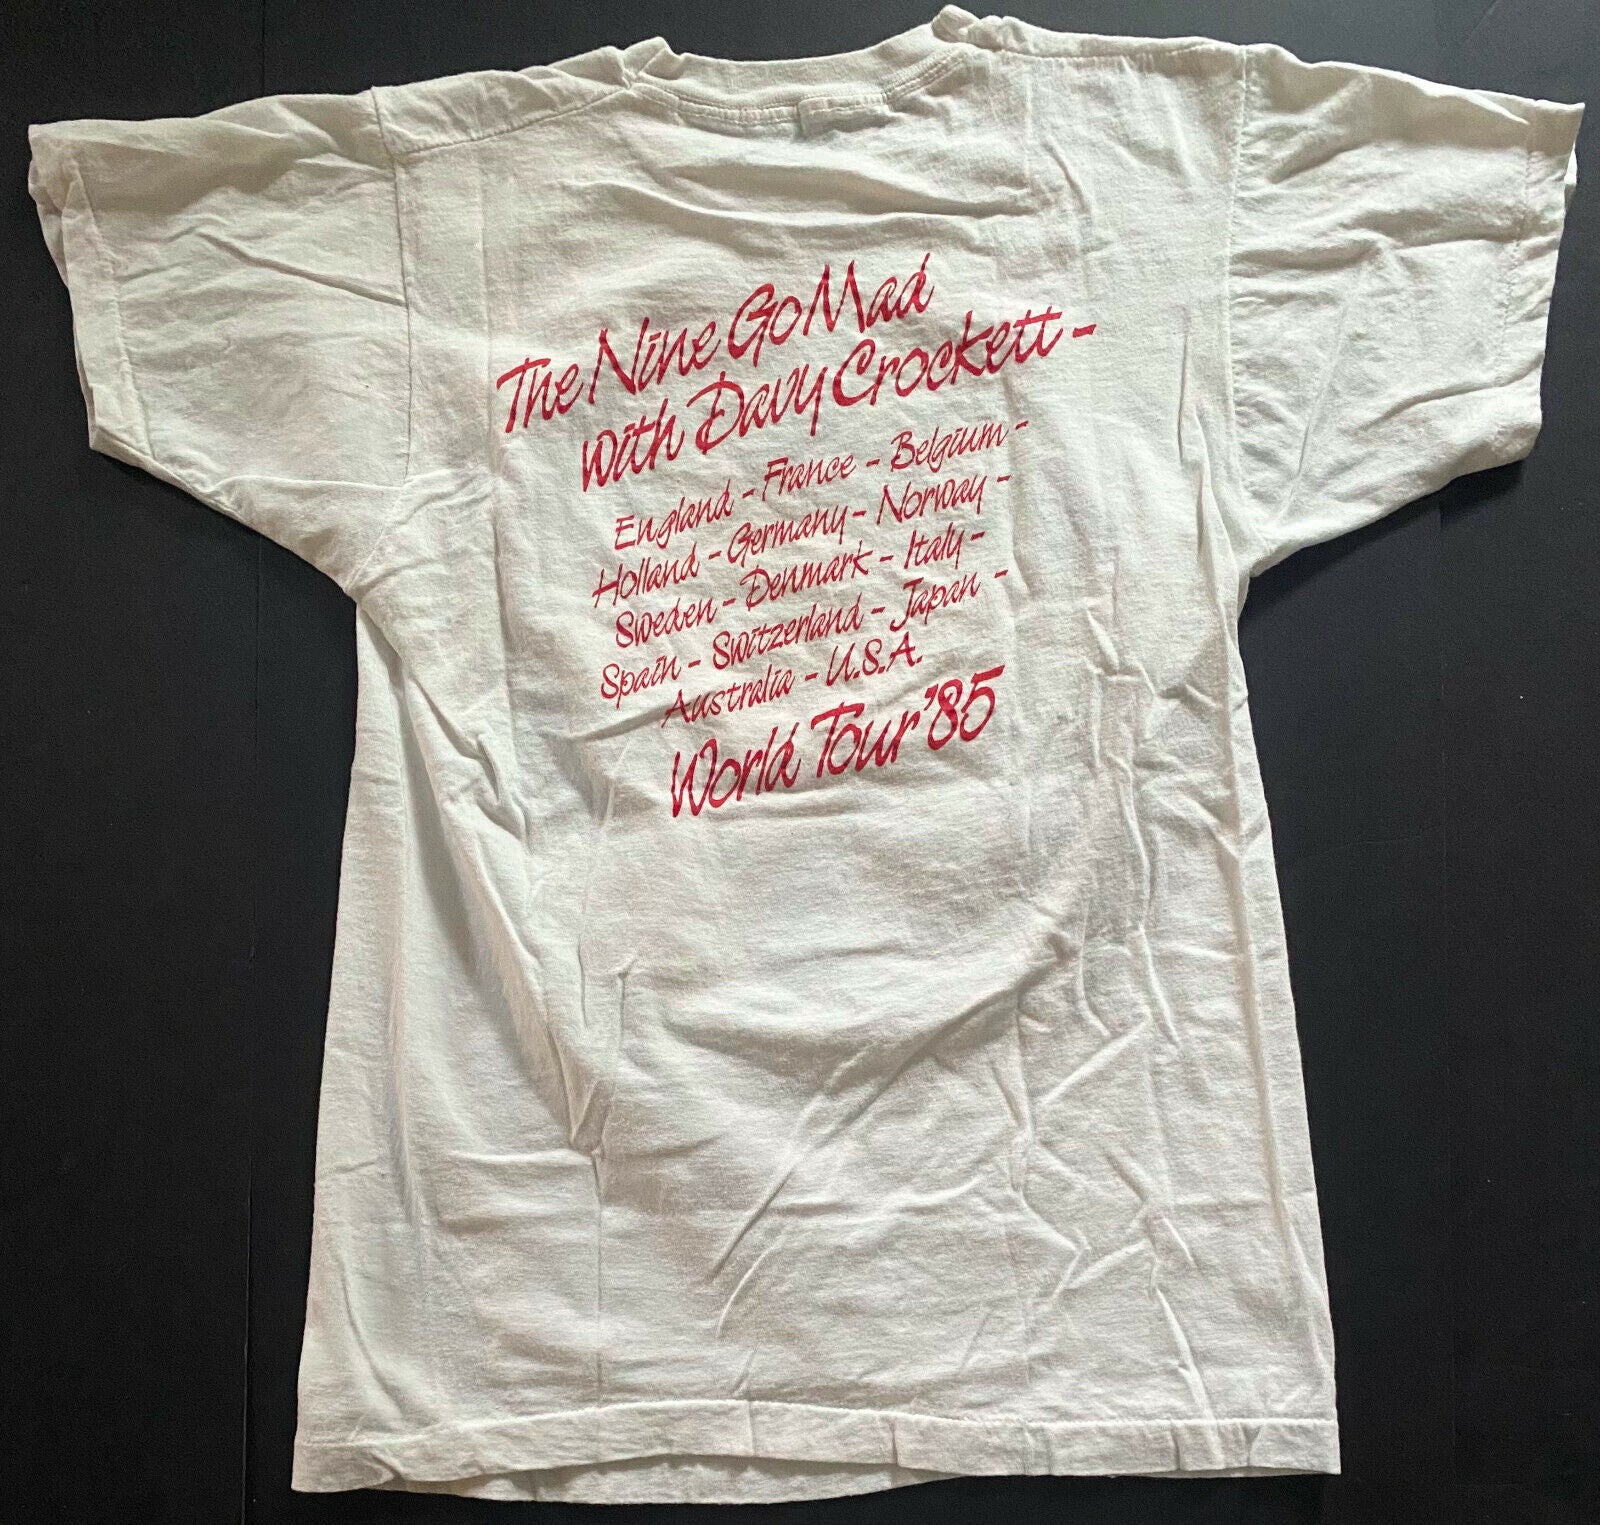 The Nine Go Mad
with Davy Crockett -
England - France - Belgium -
Holland - Germany - Norway -
Sweden - Denmark - Italy -
Spain - Switzerland - Japan -
Australia - U.S.A.
World Tour '85